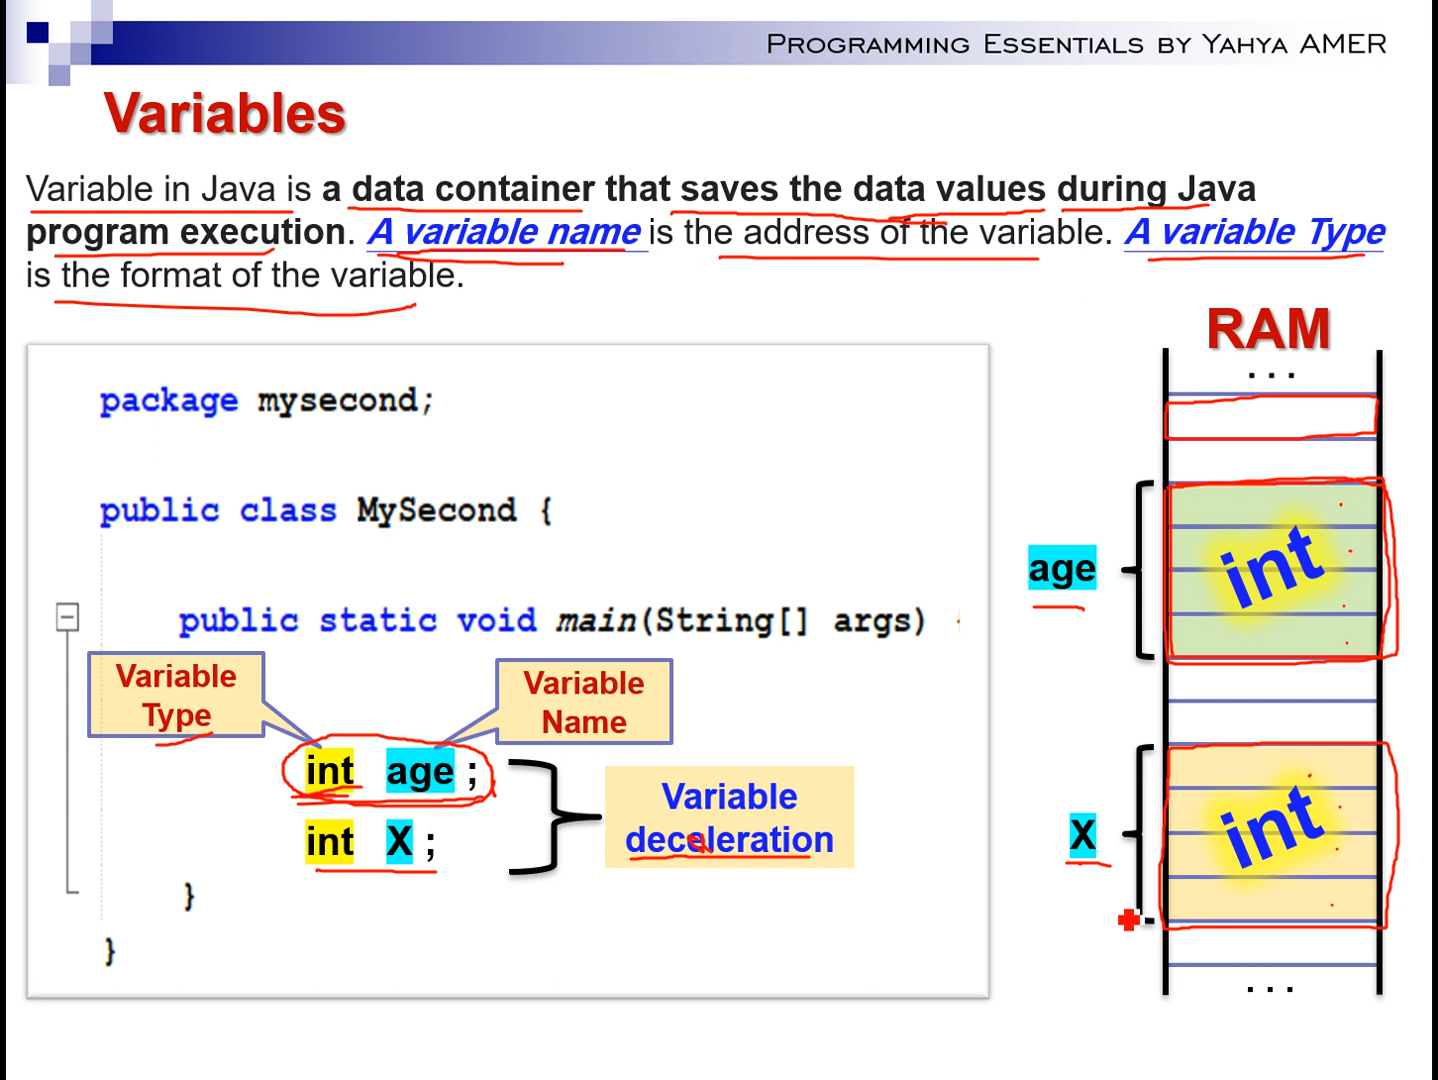 PROGRAMMING ESSENTIALS BY YAHYA AMER
Variables
Variable in Java is a data container that saves the data values during Java
program execution. A variable name is the address of the variable. A variable Type
is the format of the variable.
RAM
...
package mysecond;
public class MySecond {
int
age
public static void main(String[] args) {
Variable
Type
Variable
Name
int age ;
Variable
deceleration
int X ;
X
int
}
}
...